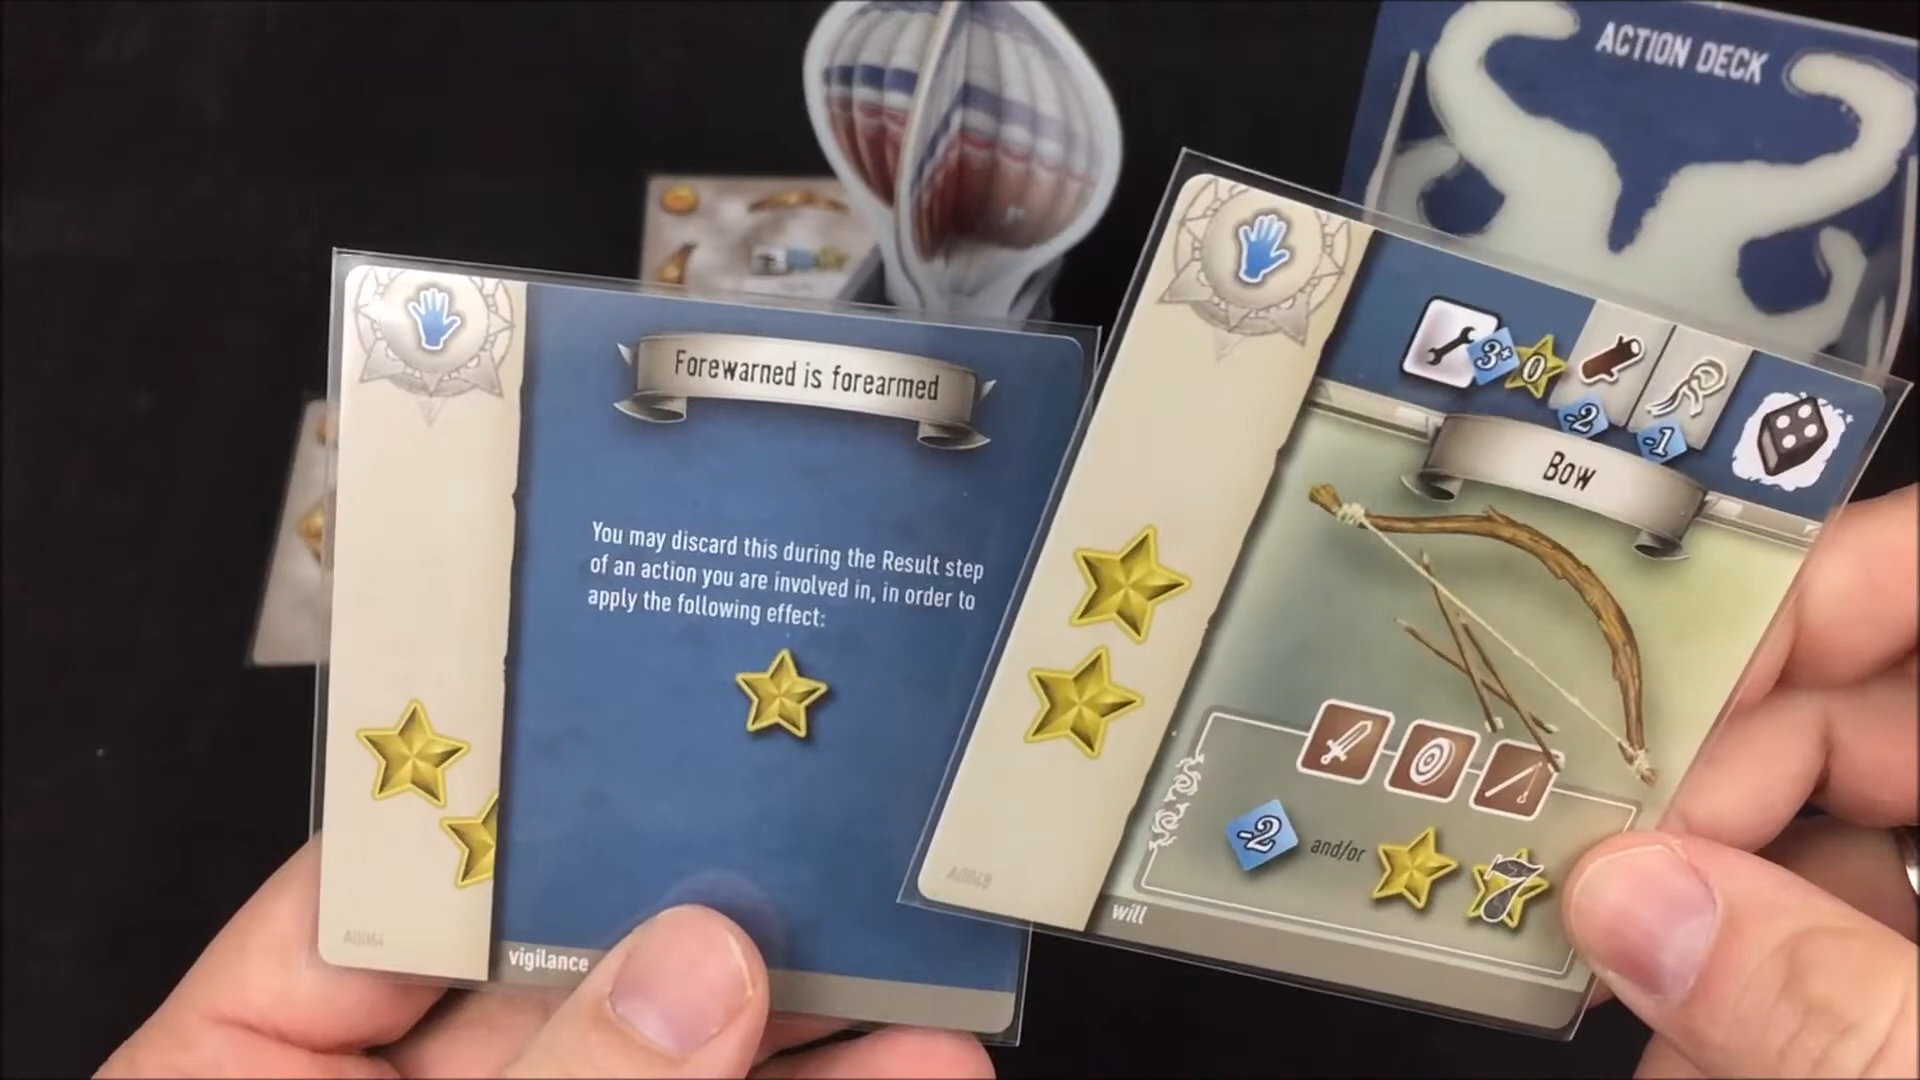 ACTION DECK
Forewarned is forearmed
You may discard this during the Result step
of an action you are involved in, in order to
apply the following effect:
A0064
vigilance
3+
0
-2
-1
Bow
-2
and/or
7
A0048
will